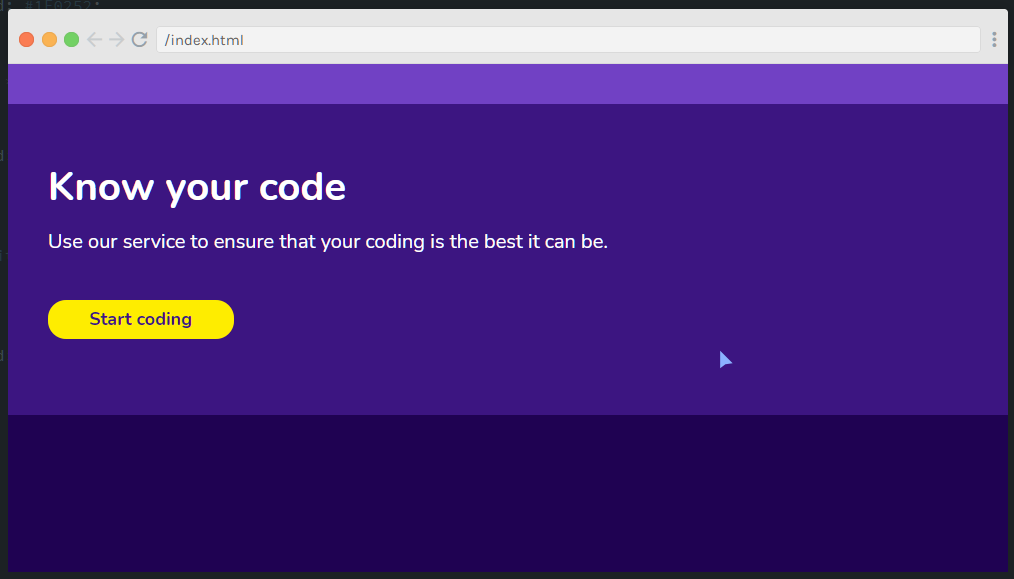 /index.html
Know your code
Use our service to ensure that your coding is the best it can be.
Start coding